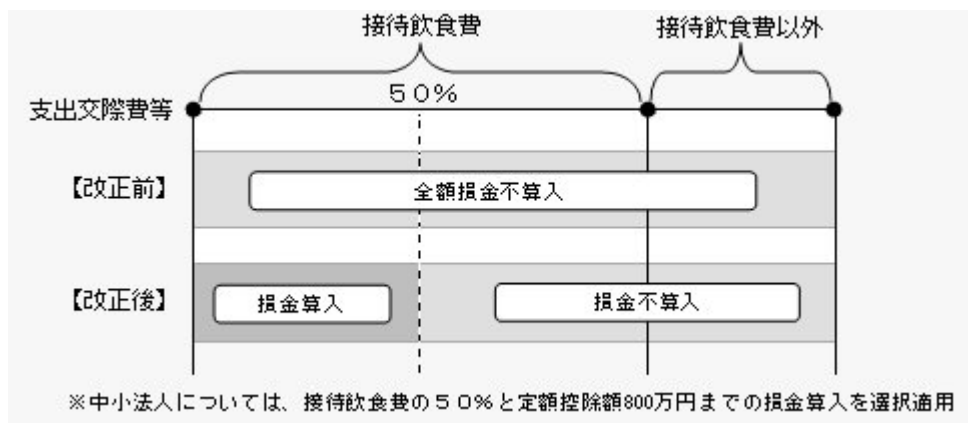 接待飲食費 接待飲食費以外
50%
支出交際費等
【改正前】 全額損金不算入
【改正後】 損金算入 損金不算入
※中小法人については、接待飲食費の50%と定額控除額800万円までの損金算入を選択適用